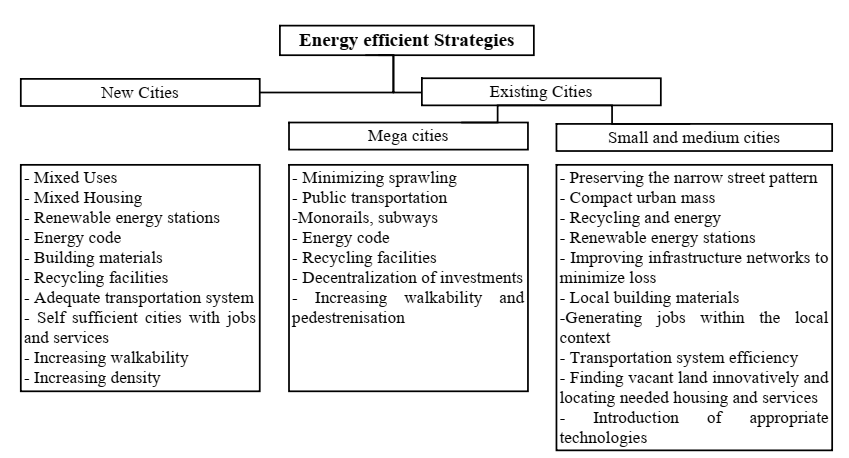 Energy efficient Strategies
New Cities
Existing Cities
Mega cities
Small and medium cities
- Mixed Uses
- Mixed Housing
- Renewable energy stations
- Energy code
- Building materials
- Recycling facilities
- Adequate transportation system
- Self sufficient cities with jobs
and services
- Increasing walkability
- Increasing density
- Minimizing sprawling
- Public transportation
-Monorails, subways
- Energy code
- Recycling facilities
- Decentralization of investments
- Increasing walkability and
pedestrenisation
- Preserving the narrow street pattern
- Compact urban mass
- Recycling and energy
- Renewable energy stations
- Improving infrastructure networks to
minimize loss
- Local building materials
-Generating jobs within the local
context
- Transportation system efficiency
- Finding vacant land innovatively and
locating needed housing and services
- Introduction of appropriate
technologies